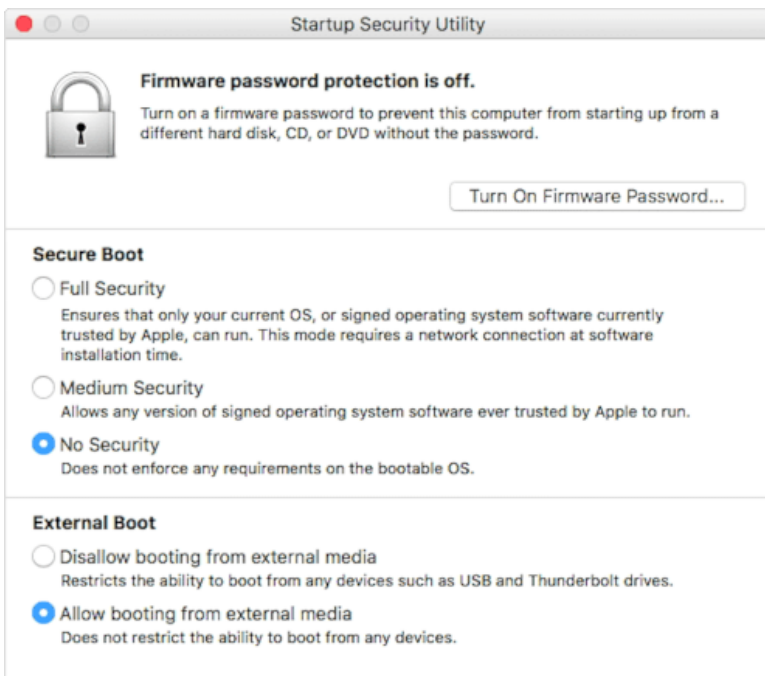 Startup Security Utility
Firmware password protection is off.
Turn on a firmware password to prevent this computer from starting up from a
different hard disk, CD, or DVD without the password.
Turn On Firmware Password...
Secure Boot
Full Security
Ensures that only your current OS, or signed operating system software currently
trusted by Apple, can run. This mode requires a network connection at software
installation time.
Medium Security
Allows any version of signed operating system software ever trusted by Apple to run.
No Security
Does not enforce any requirements on the bootable OS.
External Boot
Disallow booting from external media
Restricts the ability to boot from any devices such as USB and Thunderbolt drives.
Allow booting from external media
Does not restrict the ability to boot from any devices.